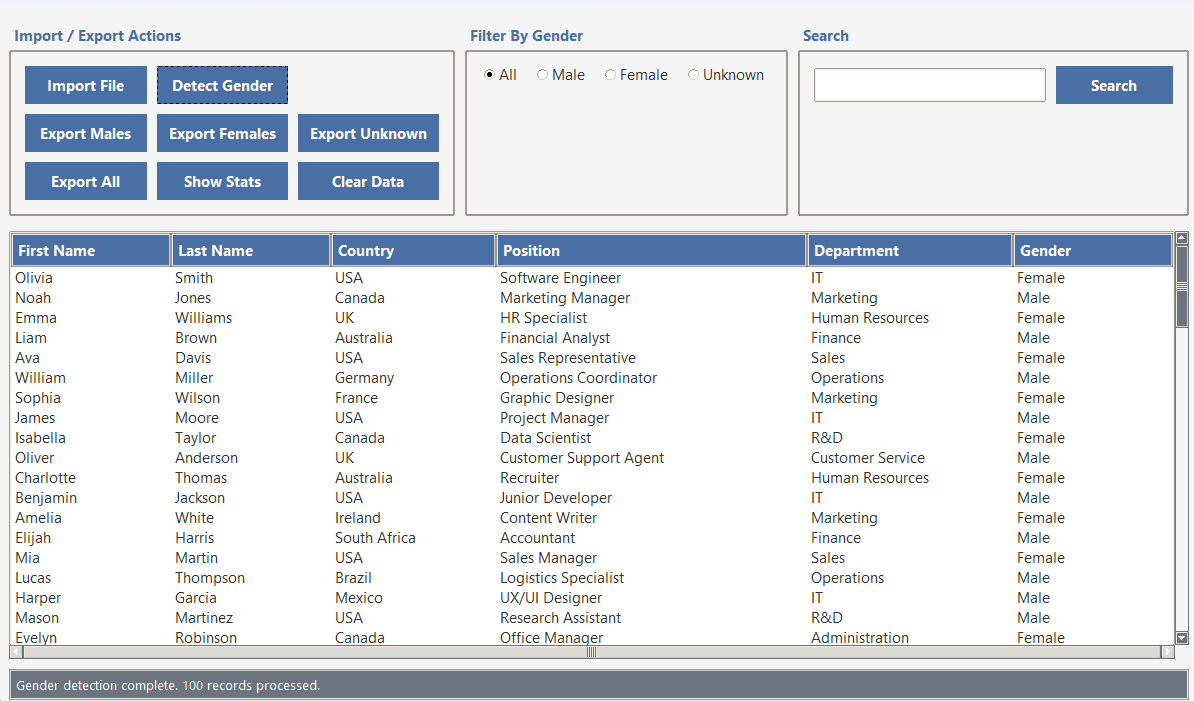 Import / Export Actions
Import File Detect Gender
Export Males Export Females Export Unknown
Export All Show Stats Clear Data
Filter By Gender
All Male Female Unknown
Search
Search
First Name Last Name Country Position Department Gender
Olivia Smith USA Software Engineer IT Female
Noah Jones Canada Marketing Manager Marketing Male
Emma Williams UK HR Specialist Human Resources Female
Liam Brown Australia Financial Analyst Finance Male
Ava Davis USA Sales Representative Sales Female
William Miller Germany Operations Coordinator Operations Male
Sophia Wilson France Graphic Designer Marketing Female
James Moore USA Project Manager IT Male
Isabella Taylor Canada Data Scientist R&D Female
Oliver Anderson UK Customer Support Agent Customer Service Male
Charlotte Thomas Australia Recruiter Human Resources Female
Benjamin Jackson USA Junior Developer IT Male
Amelia White Ireland Content Writer Marketing Female
Elijah Harris South Africa Accountant Finance Male
Mia Martin USA Sales Manager Sales Female
Lucas Thompson Brazil Logistics Specialist Operations Male
Harper Garcia Mexico UX/UI Designer IT Male
Mason Martinez USA Research Assistant R&D Male
Evelyn Robinson Canada Office Manager Administration Female
Gender detection complete. 100 records processed.